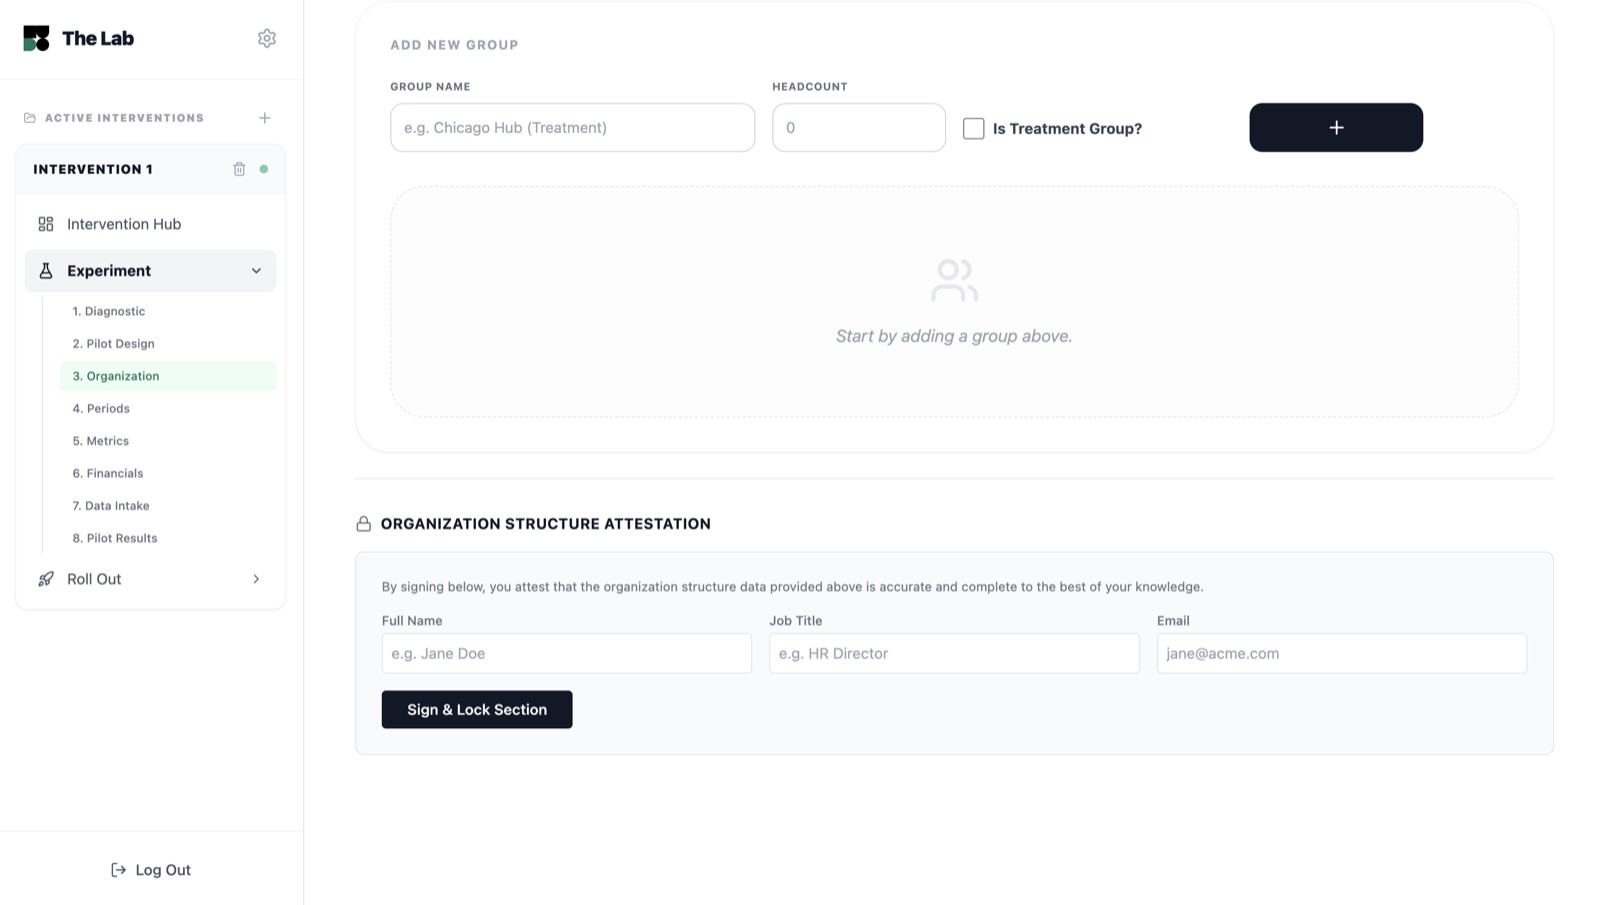 The Lab
ACTIVE INTERVENTIONS
INTERVENTION 1
Intervention Hub
Experiment
1. Diagnostic
2. Pilot Design
3. Organization
4. Periods
5. Metrics
6. Financials
7. Data Intake
8. Pilot Results
Roll Out
Log Out
ADD NEW GROUP
GROUP NAME
HEADCOUNT
e.g. Chicago Hub (Treatment)
0
Is Treatment Group?
Start by adding a group above.
ORGANIZATION STRUCTURE ATTESTATION
By signing below, you attest that the organization structure data provided above is accurate and complete to the best of your knowledge.
Full Name
Job Title
Email
e.g. Jane Doe
e.g. HR Director
jane@acme.com
Sign & Lock Section